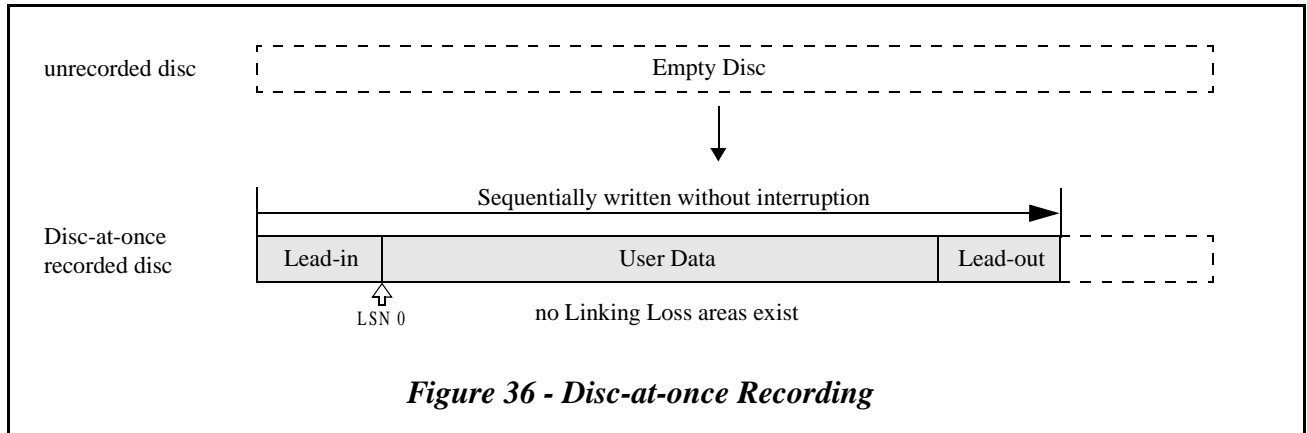 unrecorded disc
Empty Disc
Sequentially written without interruption
Disc-at-once
recorded disc
Lead-in
User Data
Lead-out
LSN 0
no Linking Loss areas exist
Figure 36 - Disc-at-once Recording